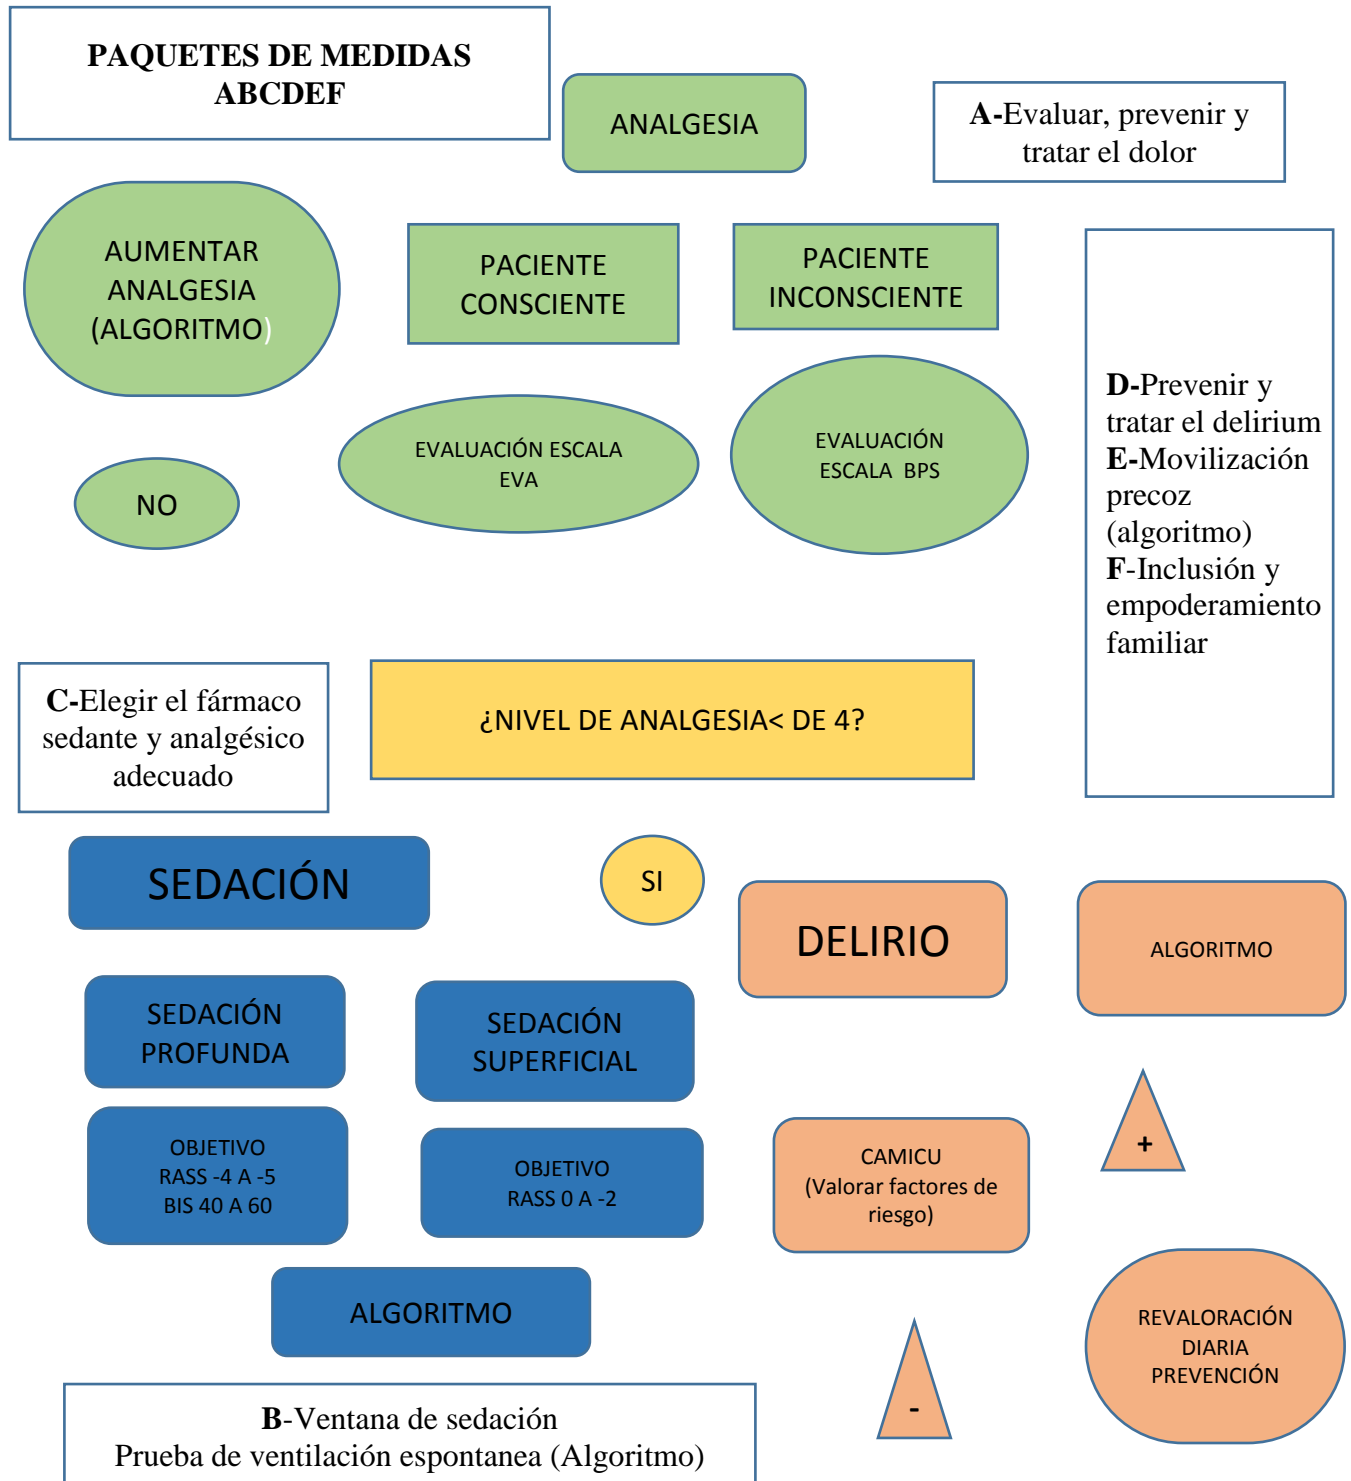 PAQUETES DE MEDIDAS
ABCDEF
ANALGESIA
A-Evaluar, prevenir y
tratar el dolor
AUMENTAR
ANALGESIA
(ALGORITMO)
PACIENTE
CONSCIENTE
PACIENTE
INCONSCIENTE
EVALUACIÓN ESCALA
EVA
EVALUACIÓN
ESCALA BPS
NO
D-Prevenir y
tratar el delirium
E-Movilización
precoz
(algoritmo)
F-Inclusión y
empoderamiento
familiar
C-Elegir el fármaco
sedante y analgésico
adecuado
¿NIVEL DE ANALGESIA< DE 4?
SEDACIÓN
SI
DELIRIO
ALGORITMO
SEDACIÓN
PROFUNDA
SEDACIÓN
SUPERFICIAL
OBJETIVO
RASS -4 A -5
BIS 40 A 60
OBJETIVO
RASS 0 A -2
CAMICU
(Valorar factores de
riesgo)
+
ALGORITMO
-
REVALORACIÓN
DIARIA
PREVENCIÓN
B-Ventana de sedación
Prueba de ventilación espontanea (Algoritmo)